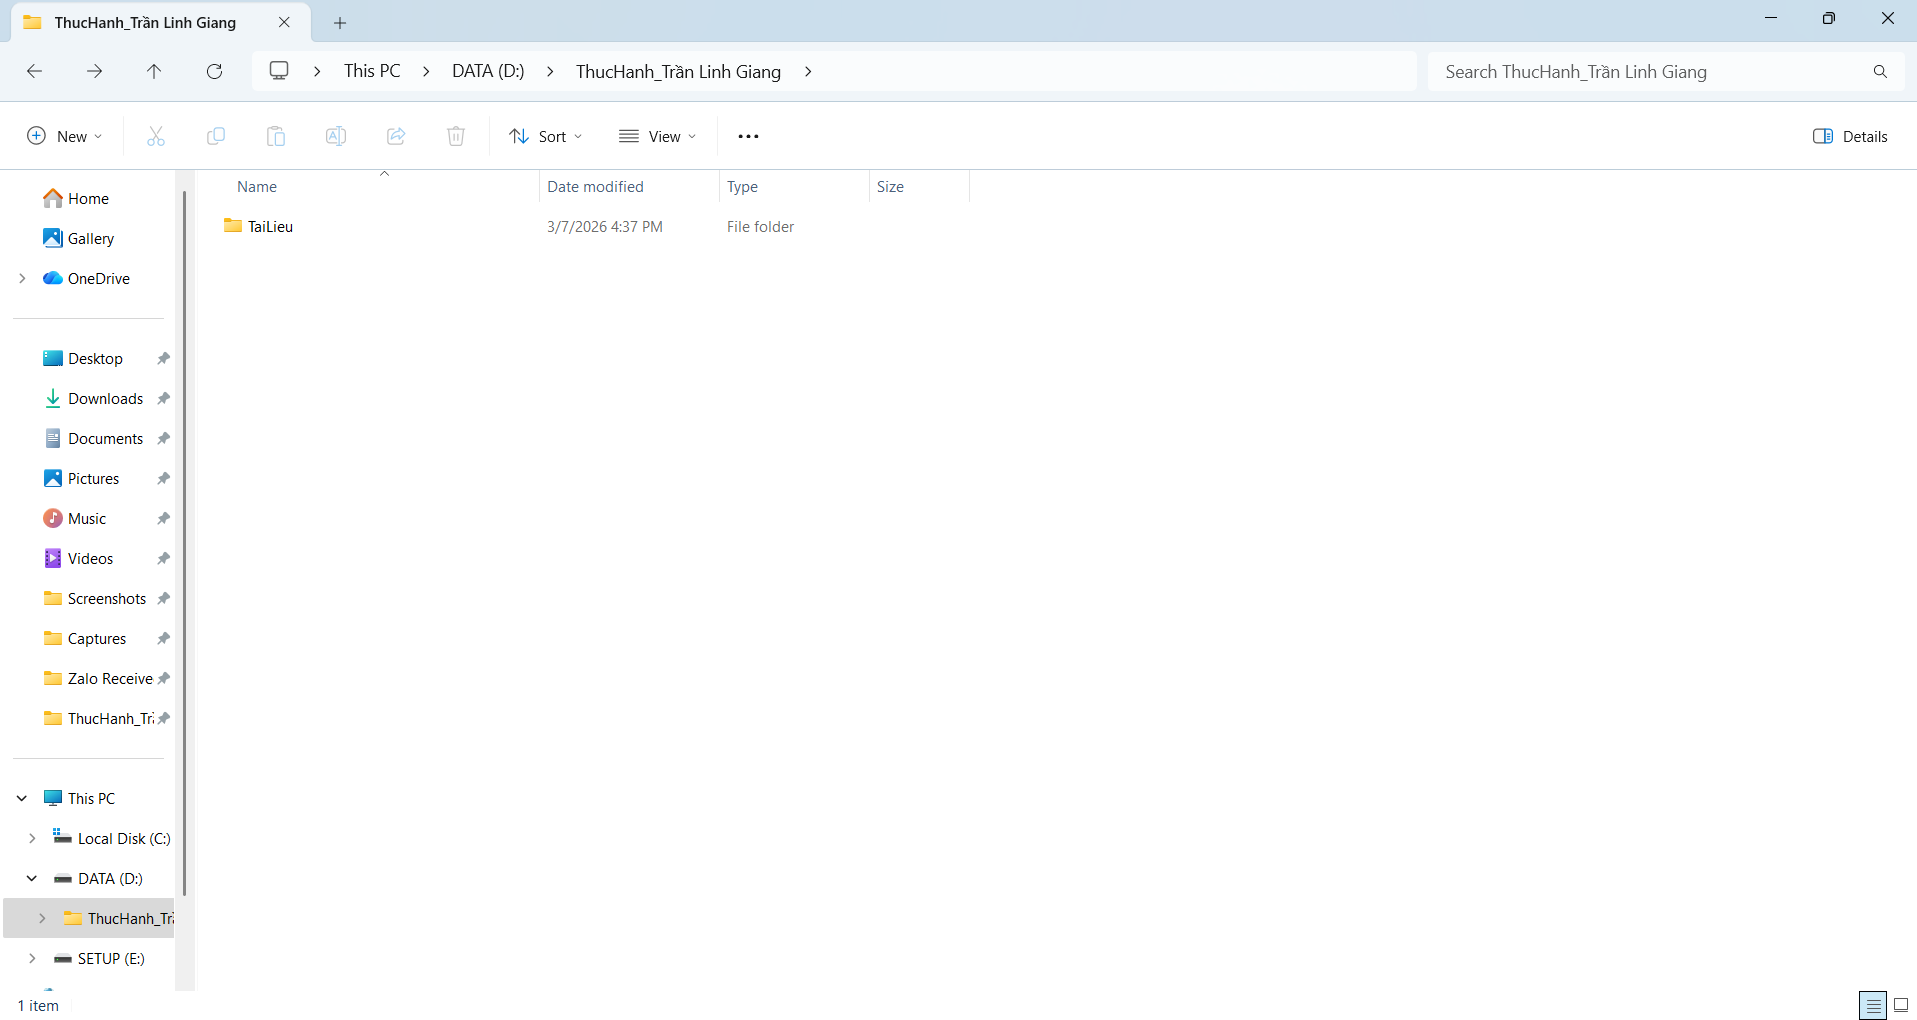 ThucHanh_Trần Linh Giang
This PC
DATA (D:)
ThucHanh_Trần Linh Giang
Search ThucHanh_Trần Linh Giang
New
Sort
View
Details
Name
Date modified
Type
Size
TaiLieu
3/7/2026 4:37 PM
File folder
Home
Gallery
OneDrive
Desktop
Downloads
Documents
Pictures
Music
Videos
Screenshots
Captures
Zalo Receive
ThucHanh_Trầ
This PC
Local Disk (C:)
DATA (D:)
ThucHanh_Trầ
SETUP (E:)
1 item